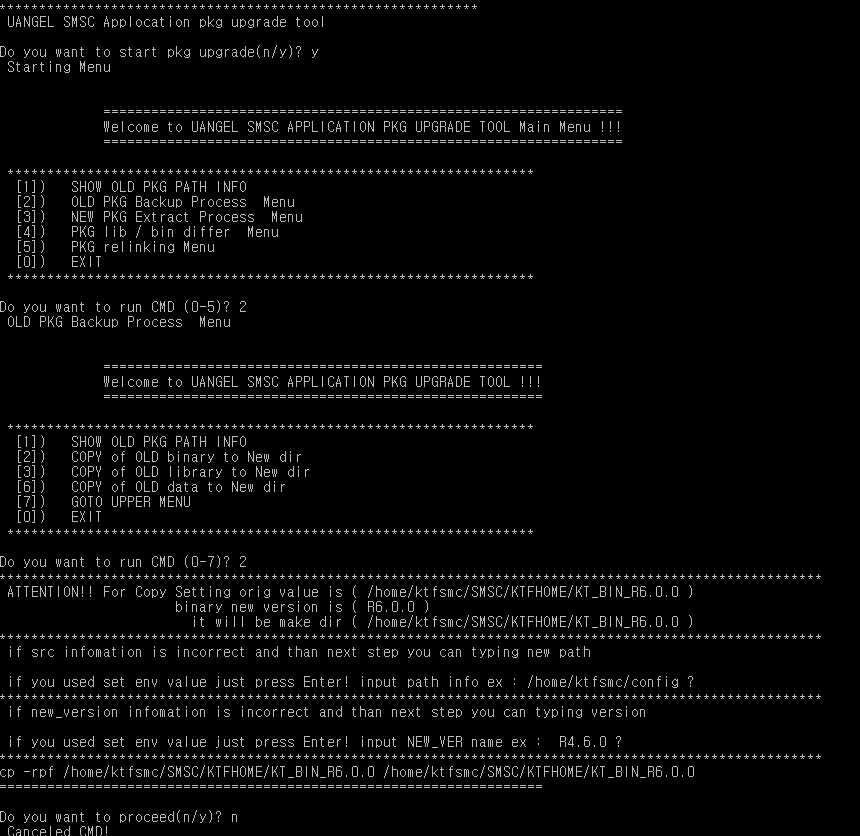 ************************************************************
UANGEL SMSC Applocation pkg upgrade tool
Do you want to start pkg upgrade(n/y)? y
Starting Menu
=================================================================
Welcome to UANGEL SMSC APPLICATION PKG UPGRADE TOOL Main Menu !!!
=================================================================
******************************************************************
[1]) SHOW OLD PKG PATH INFO
[2]) OLD PKG Backup Process Menu
[3]) NEW PKG Extract Process Menu
[4]) PKG lib / bin differ Menu
[5]) PKG relinking Menu
[0]) EXIT
******************************************************************
Do you want to run CMD (0-5)? 2
OLD PKG Backup Process Menu
=======================================================
Welcome to UANGEL SMSC APPLICATION PKG UPGRADE TOOL !!!
=======================================================
******************************************************************
[1]) SHOW OLD PKG PATH INFO
[2]) COPY of OLD binary to New dir
[3]) COPY of OLD library to New dir
[6]) COPY of OLD data to New dir
[7]) GOTO UPPER MENU
[0]) EXIT
******************************************************************
Do you want to run CMD (0-7)? 2
*******************************************************************************************************
ATTENTION!! For Copy Setting orig value is ( /home/ktfsmc/SMSC/KTFHOME/KT_BIN_R6.0.0 )
binary new version is ( R6.0.0 )
it will be make dir ( /home/ktfsmc/SMSC/KTFHOME/KT_BIN_R6.0.0 )
*******************************************************************************************************
if src infomation is incorrect and than next step you can typing new path
if you used set env value just press Enter! input path info ex : /home/ktfsmc/config ?
*******************************************************************************************************
if new_version infomation is incorrect and than next step you can typing version
if you used set env value just press Enter! input NEW_VER name ex : R4.6.0 ?
*******************************************************************************************************
cp -rpf /home/ktfsmc/SMSC/KTFHOME/KT_BIN_R6.0.0 /home/ktfsmc/SMSC/KTFHOME/KT_BIN_R6.0.0
====================================================================
Do you want to proceed(n/y)? n
Canceled CMD!